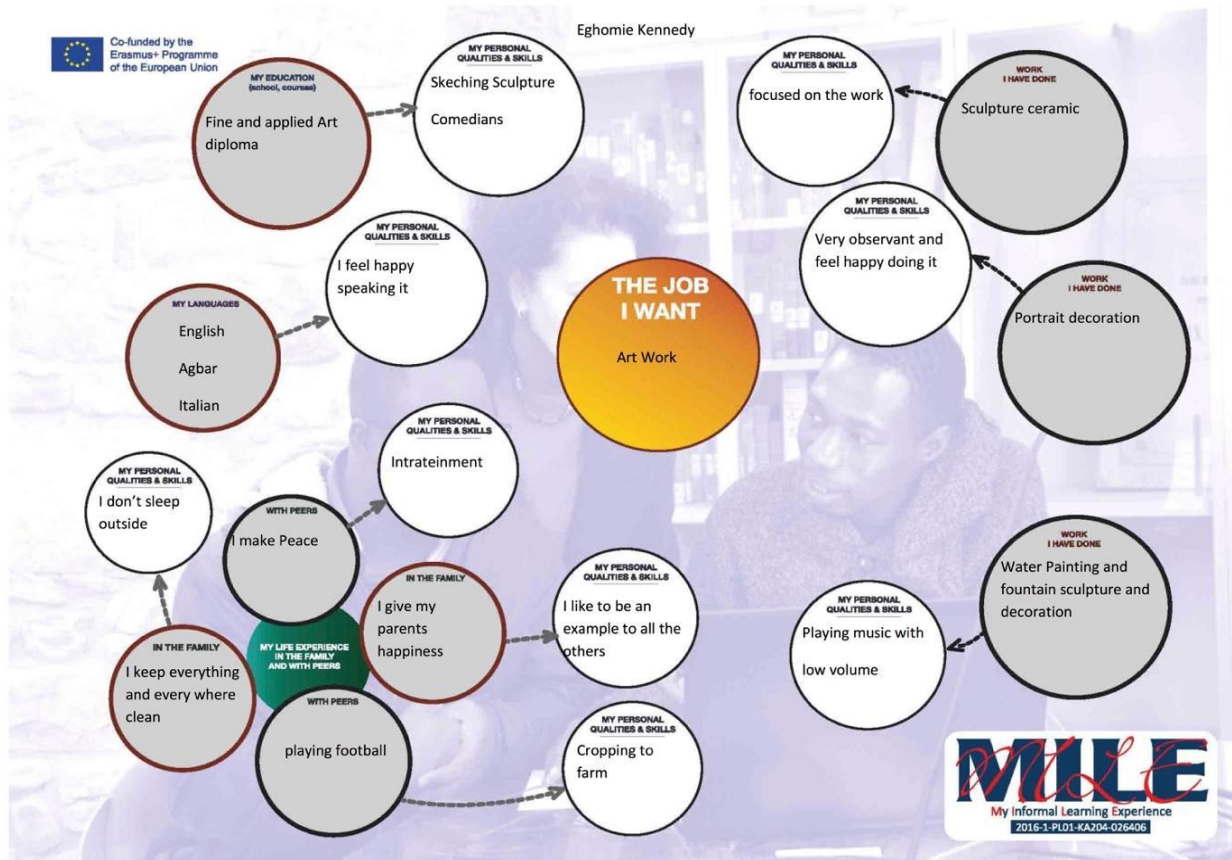 Eghomie Kennedy
Co-funded by the
Erasmus+ Programme
of the European Union
MY EDUCATION
(school, courses)
Fine and applied Art
diploma
MY PERSONAL
QUALITIES & SKILLS
Skeching Sculpture
Comedians
MY PERSONAL
QUALITIES & SKILLS
focused on the work
WORK
I HAVE DONE
Sculpture ceramic
MY PERSONAL
QUALITIES & SKILLS
I feel happy
speaking it
MY LANGUAGES
English
Agbar
Italian
THE JOB
I WANT
Art Work
MY PERSONAL
QUALITIES & SKILLS
Very observant and
feel happy doing it
WORK
I HAVE DONE
Portrait decoration
MY PERSONAL
QUALITIES & SKILLS
Intrateinment
MY PERSONAL
QUALITIES & SKILLS
I don't sleep
outside
WITH PEERS
I make Peace
IN THE FAMILY
I give my
parents
happiness
MY PERSONAL
QUALITIES & SKILLS
I like to be an
example to all the
others
IN THE FAMILY
I keep everything
and every where
clean
MY LIFE EXPERIENCE
IN THE FAMILY
AND WITH PEERS
WITH PEERS
playing football
MY PERSONAL
QUALITIES & SKILLS
Cropping to
farm
MY PERSONAL
QUALITIES & SKILLS
Playing music with
low volume
WORK
I HAVE DONE
Water Painting and
fountain sculpture and
decoration
MILE
MLE
My Informal Learning Experience
2016-1-PL01-KA204-026406